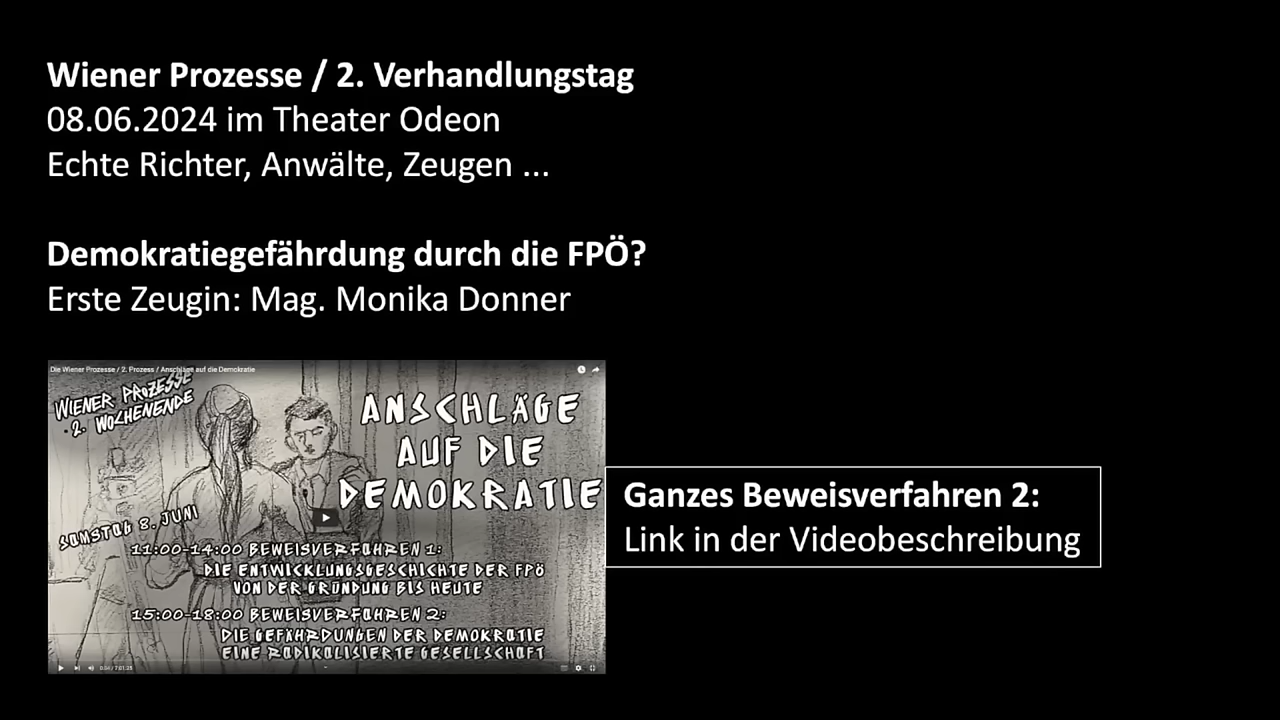 Wiener Prozesse / 2. Verhandlungstag
08.06.2024 im Theater Odeon
Echte Richter, Anwälte, Zeugen ...
Demokratiegefährdung durch die FPÖ?
Erste Zeugin: Mag. Monika Donner
Die Wiener Prozesse / 2. Prozess / Anschläge auf die Demokratie
WIENER PROZESSE
2. WOCHENENDE
ANSCHLÄGE
AUF DIE
DEMOKRATIE
SAMSTAG 8. JUNI
11:00-14:00 BEWEISVERFAHREN 1:
DIE ENTWICKLUNGSGESCHICHTE DER FPÖ
VON DER GRÜNDUNG BIS HEUTE
15:00-18:00 BEWEISVERFAHREN 2:
DIE GEFÄHRDUNGEN DER DEMOKRATIE
EINE RADIKALISIERTE GESELLSCHAFT
Ganzes Beweisverfahren 2:
Link in der Videobeschreibung